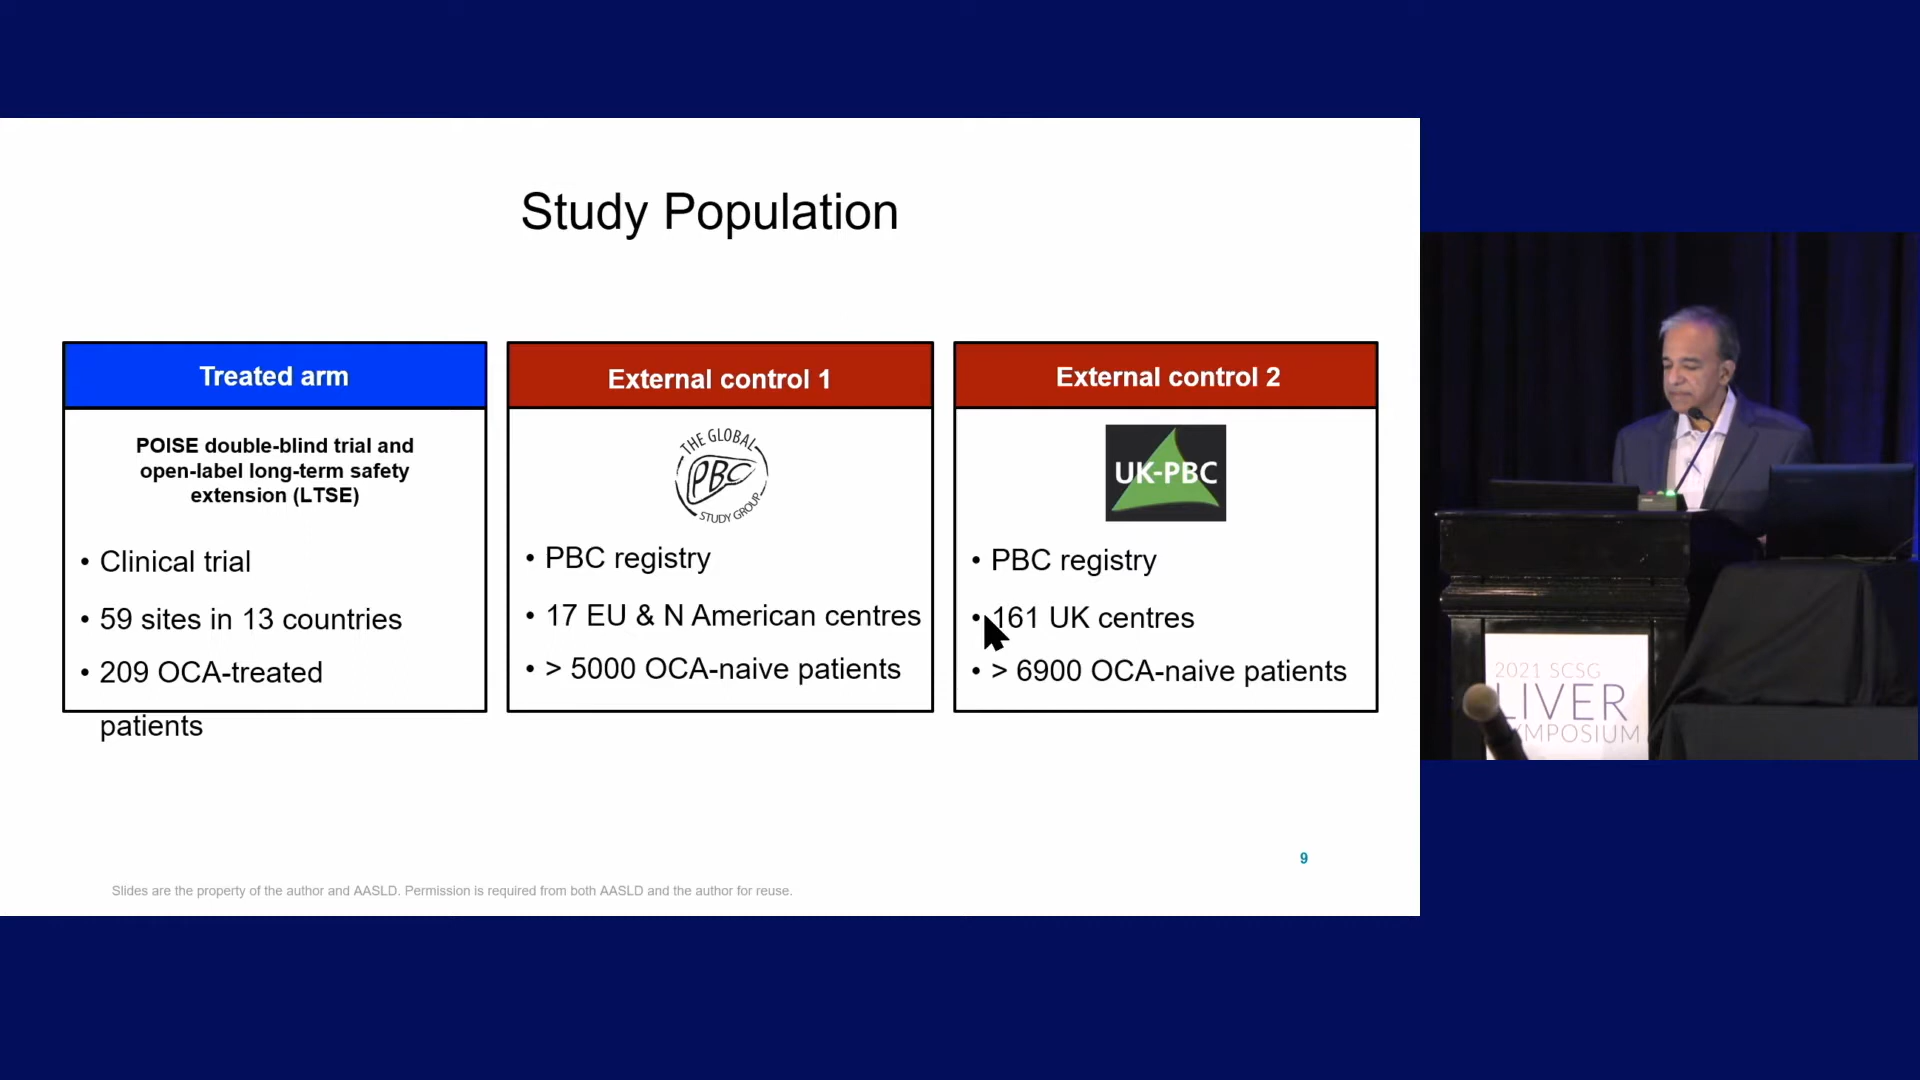 Study Population
Treated arm
POISE double-blind trial and
open-label long-term safety
extension (LTSE)
• Clinical trial
• 59 sites in 13 countries
• 209 OCA-treated
patients
External control 1
THE GLOBAL
PBC
STUDY GROUP
• PBC registry
• 17 EU & N American centres
• > 5000 OCA-naive patients
External control 2
UK-PBC
• PBC registry
• 161 UK centres
• > 6900 OCA-naive patients
9
Slides are the property of the author and AASLD. Permission is required from both AASLD and the author for reuse.
2021 SCSG
LIVER
YMPOSIUM